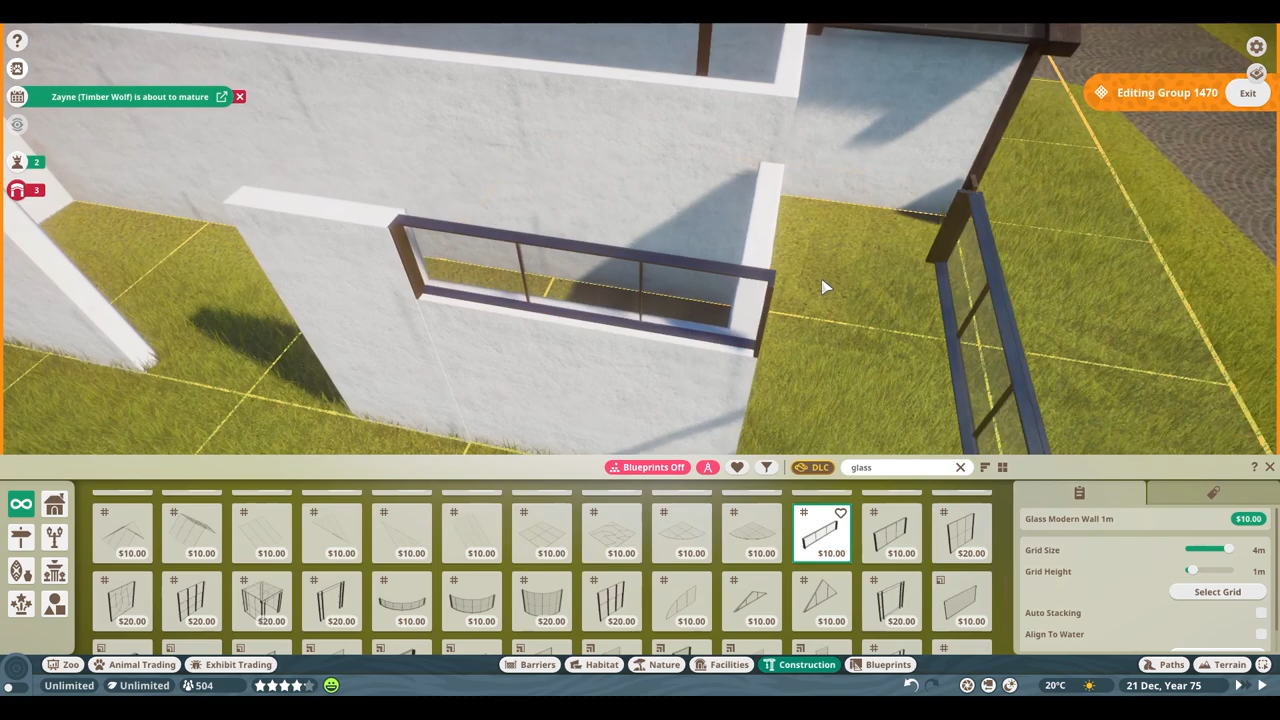 Zayne (Timber Wolf) is about to mature
Editing Group 1470
Exit
2
3
Blueprints Off
DLC
glass
$10.00 $10.00 $10.00 $10.00 $10.00 $10.00 $10.00 $10.00 $10.00 $10.00 $10.00 $10.00 $20.00
$20.00 $20.00 $20.00 $20.00 $10.00 $10.00 $20.00 $20.00 $10.00 $10.00 $10.00 $20.00 $10.00
Glass Modern Wall 1m $10.00
Grid Size 4m
Grid Height 1m
Select Grid
Auto Stacking
Align To Water
Zoo Animal Trading Exhibit Trading Barriers Habitat Nature Facilities Construction Blueprints Paths Terrain
Unlimited Unlimited 504 20°C 21 Dec, Year 75